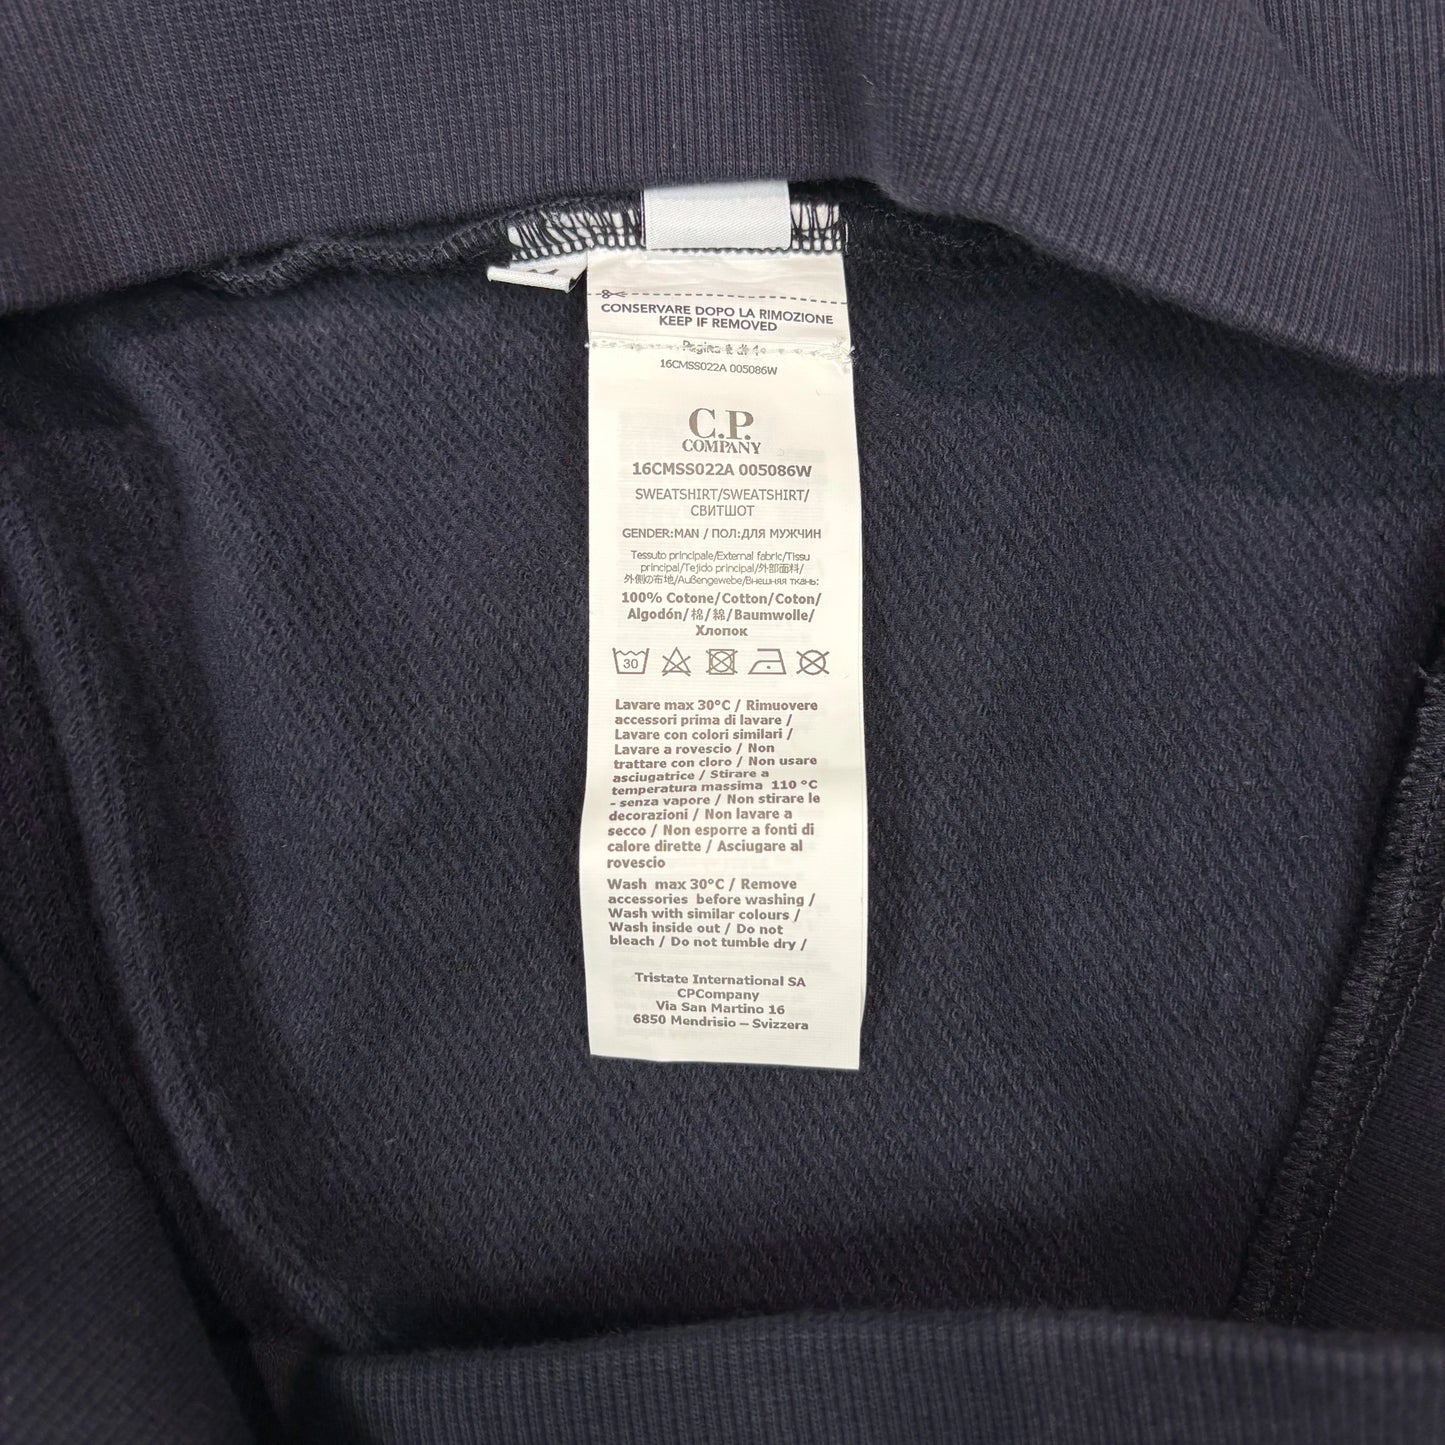 CONSERVARE DOPO LA RIMOZIONE
KEEP IF REMOVED
Pagina di 4
16CMSS022A 005086W
C.P.
COMPANY
16CMSS022A 005086W
SWEATSHIRT/SWEATSHIRT/
СВИТШОТ
GENDER:MAN / ПОЛ:ДЛЯ МУЖЧИН
Tessuto principale/External fabric/Tissu
principal/Tejido principal/外部面料/
外側の布地/Außengewebe/Внешняя ткань:
100% Cotone/Cotton/Coton/
Algodón/棉/綿/Baumwolle/
Хлопок
30
Lavare max 30°C / Rimuovere
accessori prima di lavare /
Lavare con colori similari /
Lavare a rovescio / Non
trattare con cloro / Non usare
asciugatrice / Stirare a
temperatura massima 110 °C
- senza vapore / Non stirare le
decorazioni / Non lavare a
secco / Non esporre a fonti di
calore dirette / Asciugare al
rovescio
Wash max 30°C / Remove
accessories before washing /
Wash with similar colours /
Wash inside out / Do not
bleach / Do not tumble dry /
Tristate International SA
CPCompany
Via San Martino 16
6850 Mendrisio – Svizzera